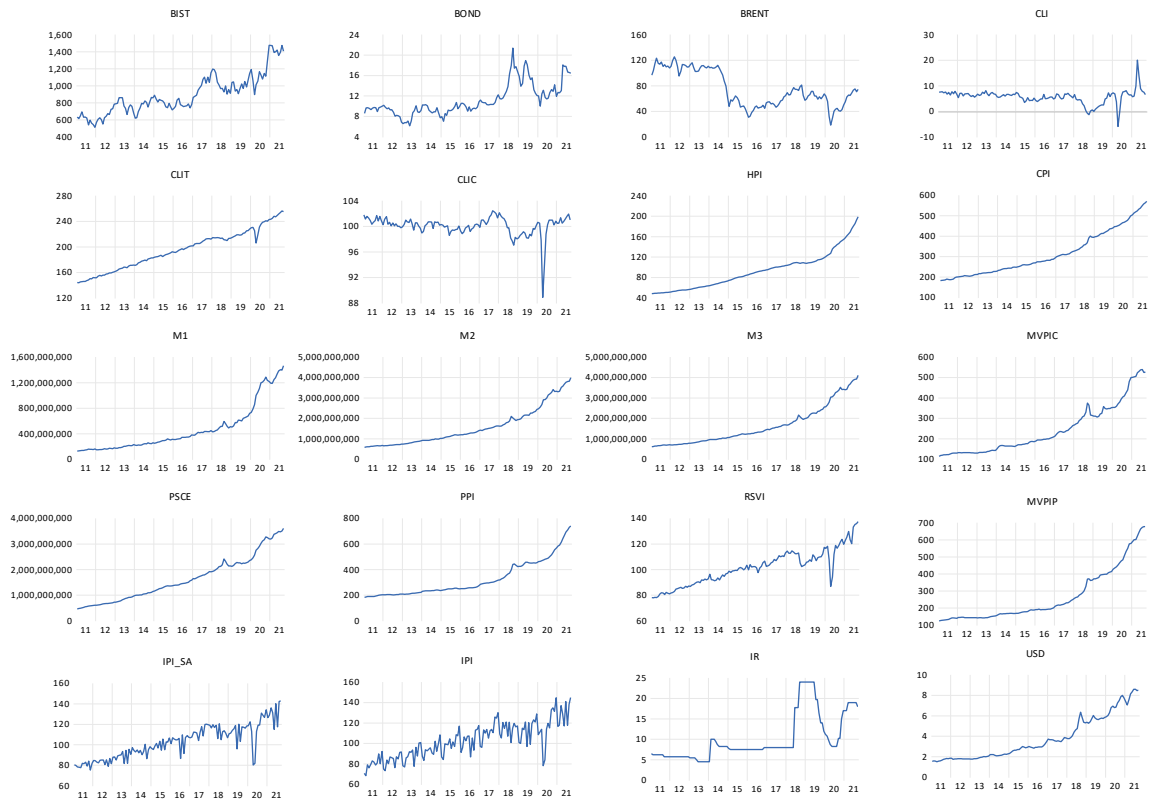 BIST BOND BRENT CLI
1,600 24 160 30
1,400 20 120 20
1,200 16 80 10
1,000 12 40 0
800 8 0 -10
600 4
400
11 12 13 14 15 16 17 18 19 20 21 11 12 13 14 15 16 17 18 19 20 21 11 12 13 14 15 16 17 18 19 20 21 11 12 13 14 15 16 17 18 19 20 21
CLIT CLIC HPI CPI
280 104 240 600
240 100 200 500
200 96 160 400
160 92 120 300
120 88 80 200
40 100
11 12 13 14 15 16 17 18 19 20 21 11 12 13 14 15 16 17 18 19 20 21 11 12 13 14 15 16 17 18 19 20 21 11 12 13 14 15 16 17 18 19 20 21
M1 M2 M3 MVPIC
1,600,000,000 5,000,000,000 5,000,000,000 600
1,200,000,000 4,000,000,000 4,000,000,000 500
800,000,000 3,000,000,000 3,000,000,000 400
400,000,000 2,000,000,000 2,000,000,000 300
0 1,000,000,000 1,000,000,000 200
0 0 100
11 12 13 14 15 16 17 18 19 20 21 11 12 13 14 15 16 17 18 19 20 21 11 12 13 14 15 16 17 18 19 20 21 11 12 13 14 15 16 17 18 19 20 21
PSCE PPI RSVI MVPIP
4,000,000,000 800 140 700
3,000,000,000 600 120 600
2,000,000,000 400 100 500
1,000,000,000 200 80 400
0 0 60 300
200
100
11 12 13 14 15 16 17 18 19 20 21 11 12 13 14 15 16 17 18 19 20 21 11 12 13 14 15 16 17 18 19 20 21 11 12 13 14 15 16 17 18 19 20 21
IPI_SA IPI IR USD
160 160 25 10
140 140 20 8
120 120 15 6
100 100 10 4
80 80 5 2
60 60 0 0
11 12 13 14 15 16 17 18 19 20 21 11 12 13 14 15 16 17 18 19 20 21 11 12 13 14 15 16 17 18 19 20 21 11 12 13 14 15 16 17 18 19 20 21